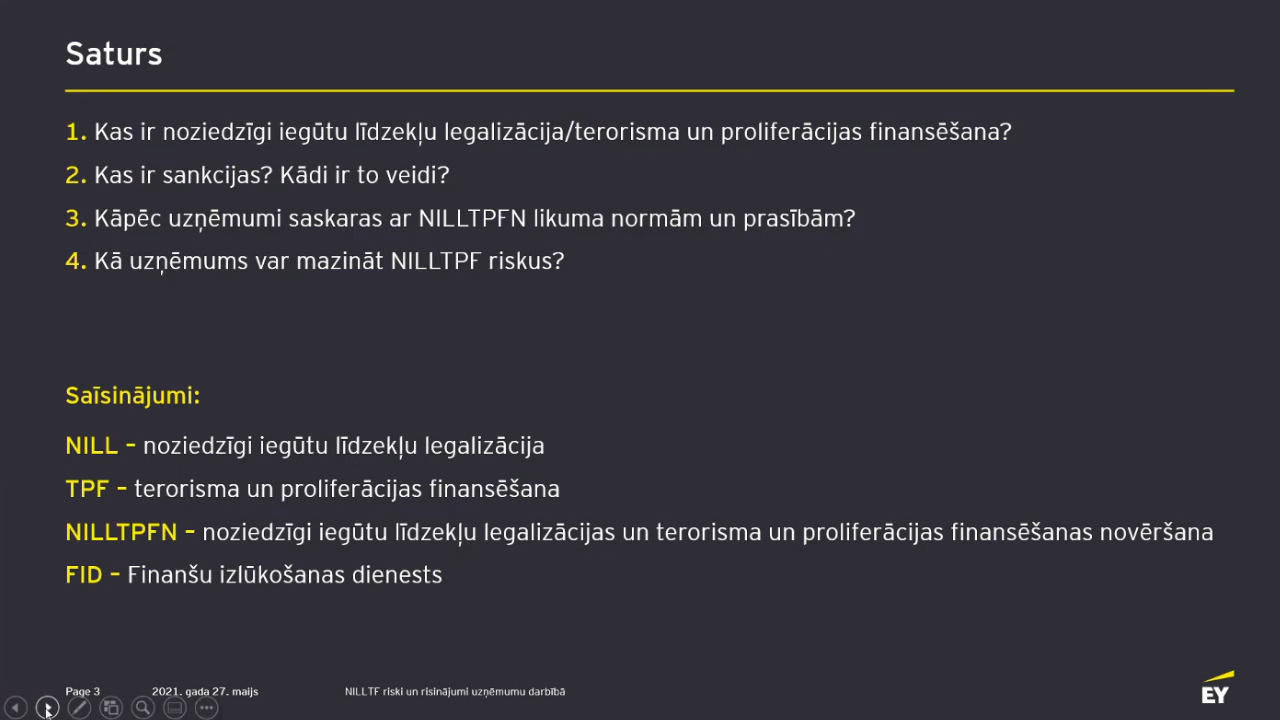 Saturs
1. Kas ir noziedzīgi iegūtu līdzekļu legalizācija/terorisma un proliferācijas finansēšana?
2. Kas ir sankcijas? Kādi ir to veidi?
3. Kāpēc uzņēmumi saskaras ar NILLTPFN likuma normām un prasībām?
4. Kā uzņēmums var mazināt NILLTPF riskus?
Saīsinājumi:
NILL – noziedzīgi iegūtu līdzekļu legalizācija
TPF – terorisma un proliferācijas finansēšana
NILLTPFN – noziedzīgi iegūtu līdzekļu legalizācijas un terorisma un proliferācijas finansēšanas novēršana
FID – Finanšu izlūkošanas dienests
Page 3 2021. gada 27. maijs NILLTF riski un risinājumi uzņēmumu darbībā
EY